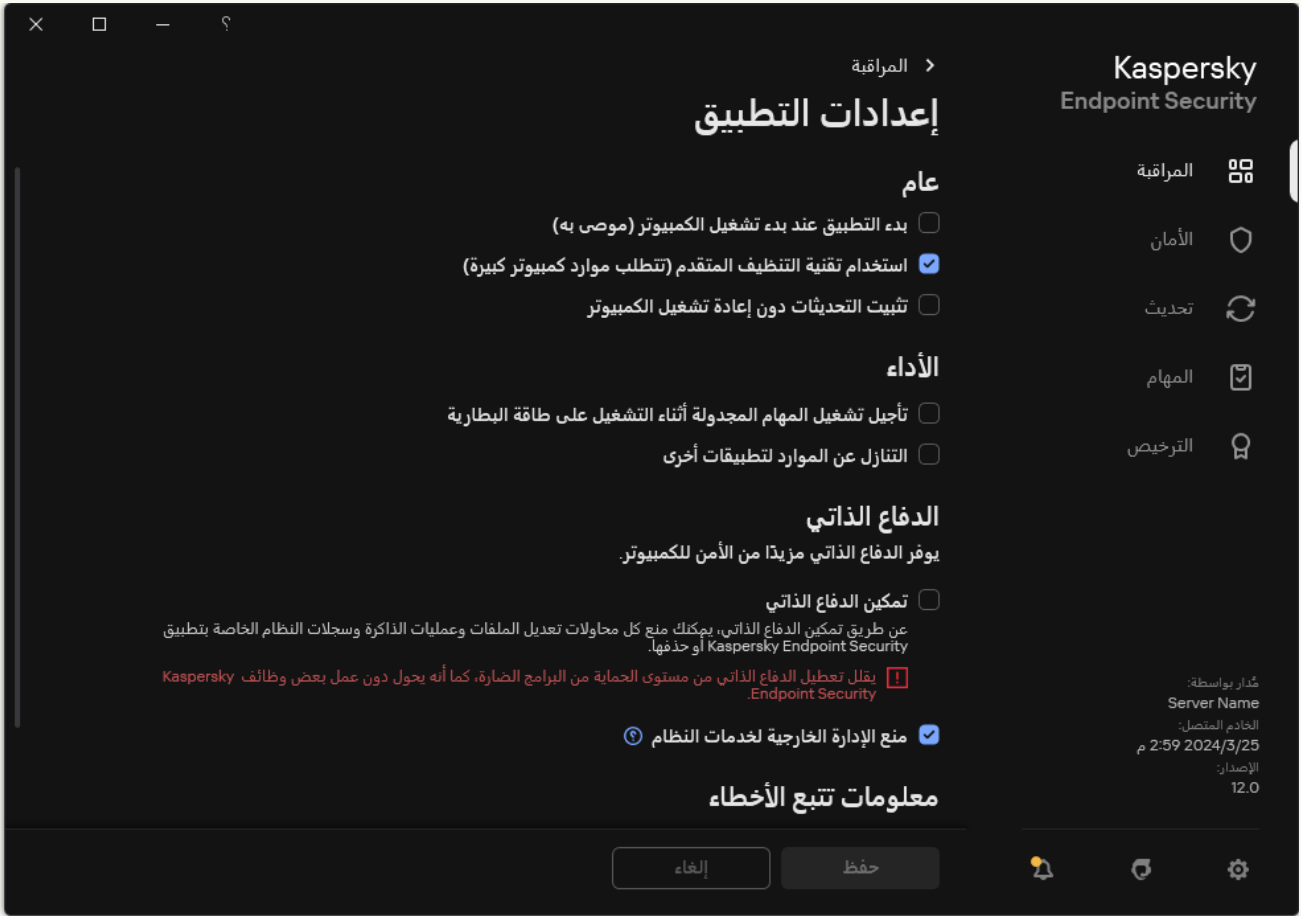 Kaspersky
Endpoint Security
المراقبة
الأمان
تحديث
المهام
الترخيص
مُدار بواسطة:
Server Name
الخادم المتصل:
2024/3/25 2:59 م
الإصدار:
12.0
المراقبة
إعدادات التطبيق
عام
بدء التطبيق عند بدء تشغيل الكمبيوتر (موصى به)
استخدام تقنية التنظيف المتقدم (تتطلب موارد كمبيوتر كبيرة)
تثبيت التحديثات دون إعادة تشغيل الكمبيوتر
الأداء
تأجيل تشغيل المهام المجدولة أثناء التشغيل على طاقة البطارية
التنازل عن الموارد لتطبيقات أخرى
الدفاع الذاتي
يوفر الدفاع الذاتي مزيدًا من الأمن للكمبيوتر.
تمكين الدفاع الذاتي
عن طريق تمكين الدفاع الذاتي، يمكنك منع كل محاولات تعديل الملفات وعمليات الذاكرة وسجلات النظام الخاصة بتطبيق
Kaspersky Endpoint Security أو حذفها.
يقلل تعطيل الدفاع الذاتي من مستوى الحماية من البرامج الضارة، كما أنه يحول دون عمل بعض وظائف Kaspersky
Endpoint Security.
منع الإدارة الخارجية لخدمات النظام
معلومات تتبع الأخطاء
حفظ
إلغاء